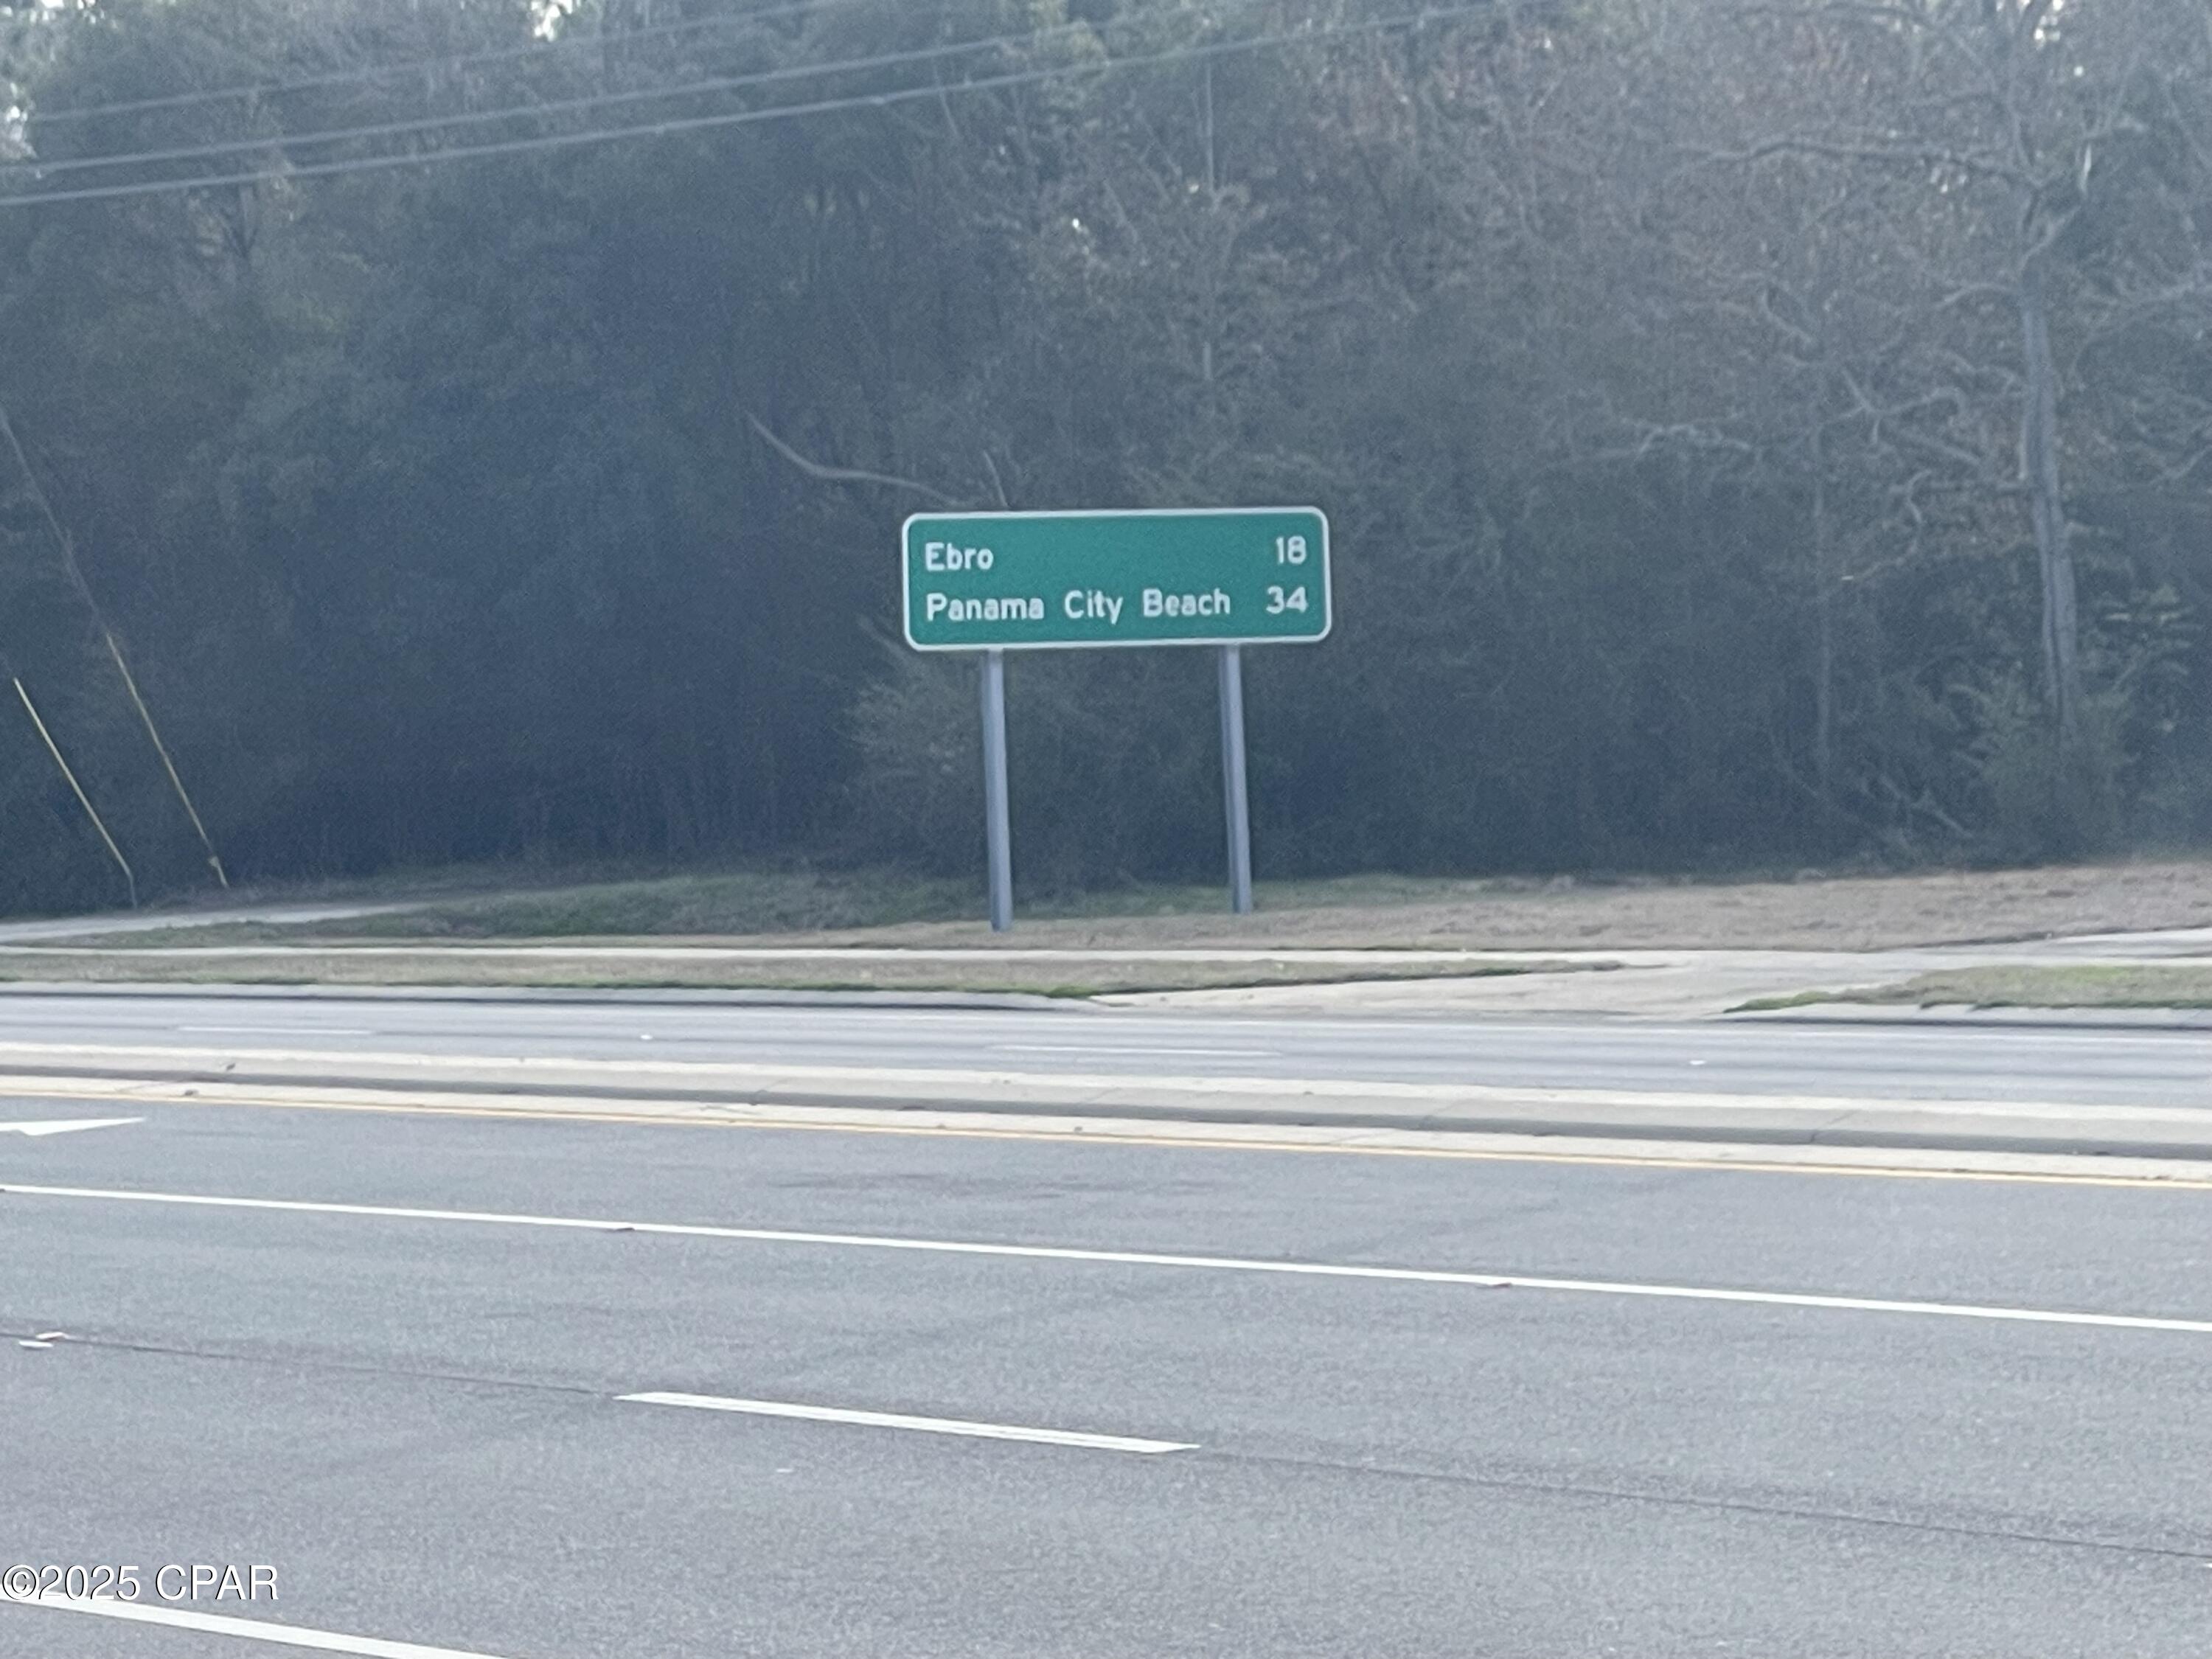 Ebro 18
Panama City Beach 34
©2025 CPAR